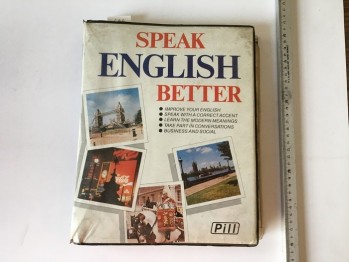 SPEAK
ENGLISH
BETTER
● IMPROVE YOUR ENGLISH
● SPEAK WITH A CORRECT ACCENT
● LEARN THE MODERN MEANINGS
● TAKE PART IN CONVERSATIONS
● BUSINESS AND SOCIAL
Pill